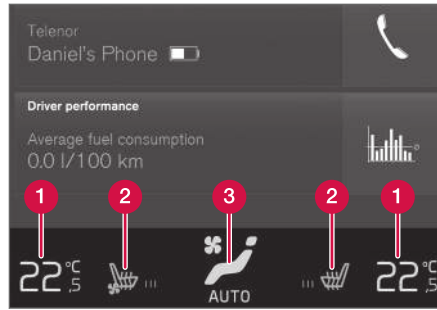 Telenor
Daniel's Phone
Driver performance
Average fuel consumption
0.0 l/100 km
1 2 3 2 1
22 °C ,5 22 °C ,5
AUTO